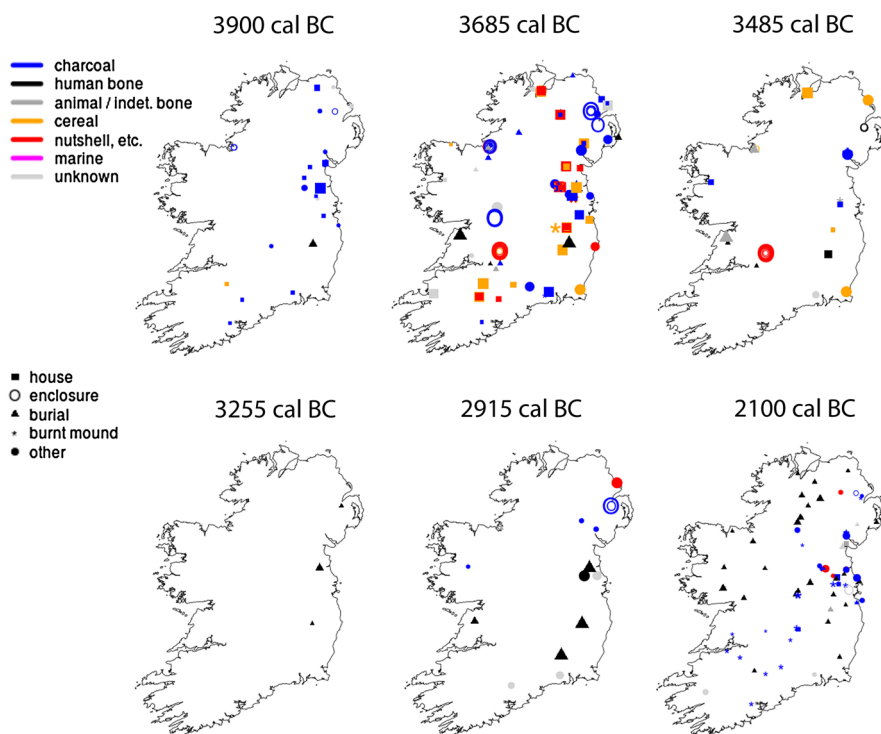 3900 cal BC
3685 cal BC
3485 cal BC
charcoal
human bone
animal / indet. bone
cereal
nutshell, etc.
marine
unknown
house
enclosure
burial
burnt mound
other
3255 cal BC
2915 cal BC
2100 cal BC